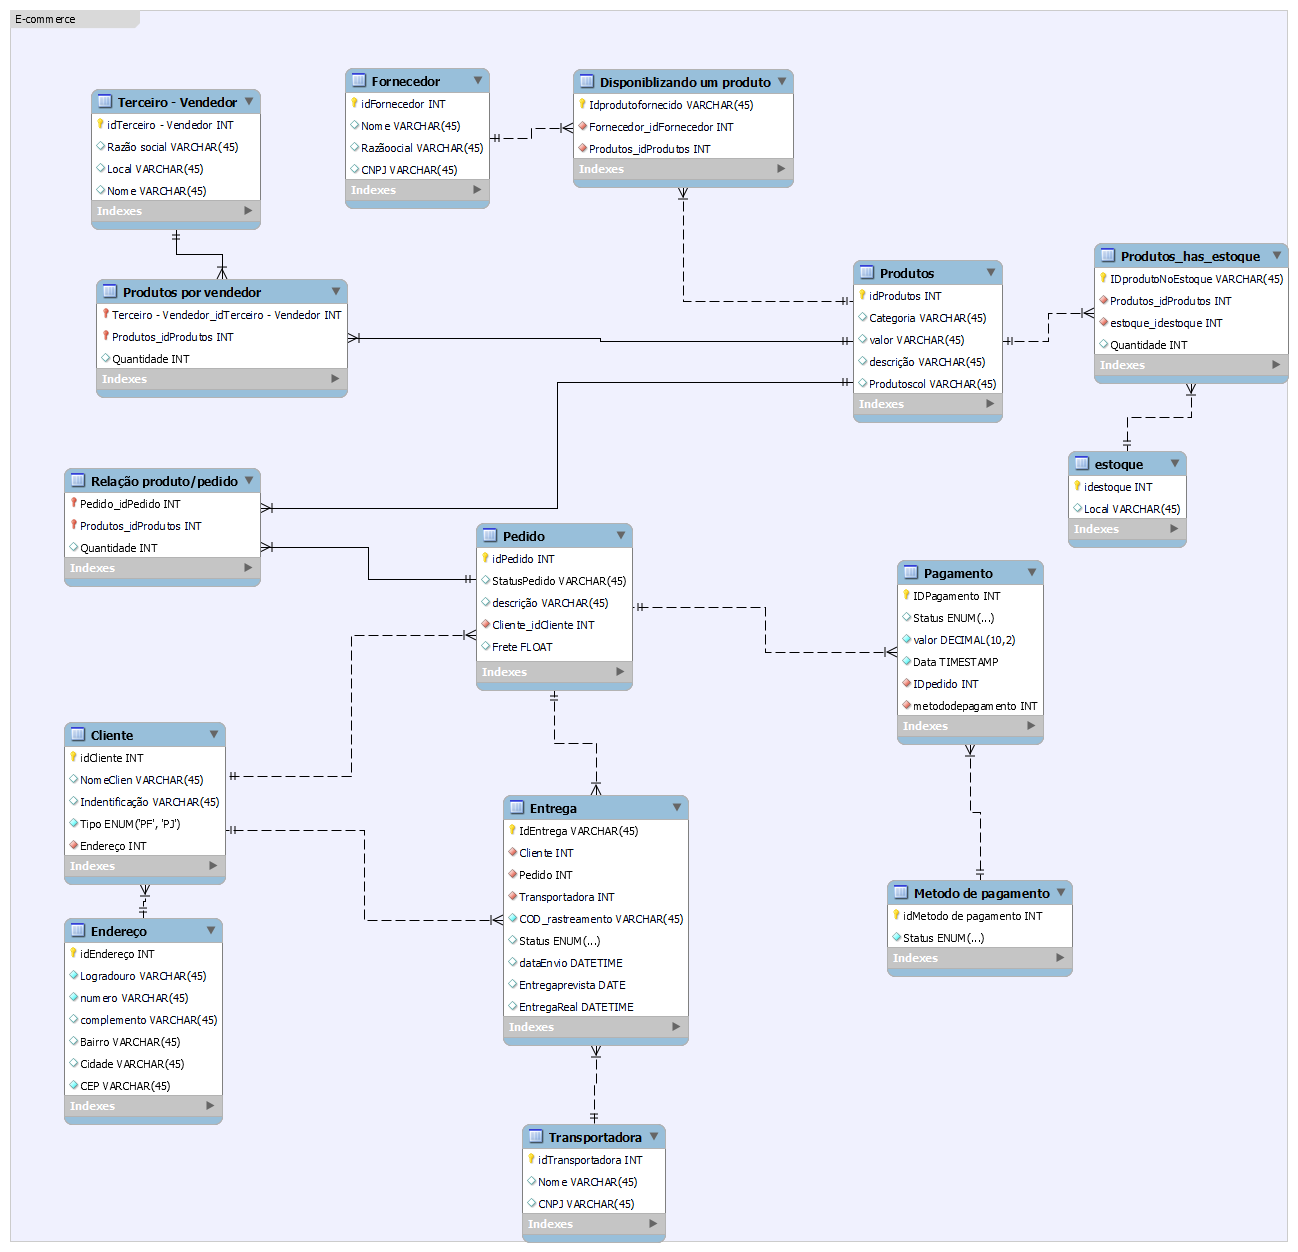 E-commerce
Terceiro - Vendedor
idTerceiro - Vendedor INT
Razão social VARCHAR(45)
Local VARCHAR(45)
Nome VARCHAR(45)
Indexes
Fornecedor
idFornecedor INT
Nome VARCHAR(45)
Razãoocial VARCHAR(45)
CNPJ VARCHAR(45)
Indexes
Disponiblizando um produto
Idprodutofornecido VARCHAR(45)
Fornecedor_idFornecedor INT
Produtos_idProdutos INT
Indexes
Produtos por vendedor
Terceiro - Vendedor_idTerceiro - Vendedor INT
Produtos_idProdutos INT
Quantidade INT
Indexes
Produtos
idProdutos INT
Categoria VARCHAR(45)
valor VARCHAR(45)
descrição VARCHAR(45)
Produtoscol VARCHAR(45)
Indexes
Produtos_has_estoque
IDprodutoNoEstoque VARCHAR(45)
Produtos_idProdutos INT
estoque_idestoque INT
Quantidade INT
Indexes
estoque
idestoque INT
Local VARCHAR(45)
Indexes
Relação produto/pedido
Pedido_idPedido INT
Produtos_idProdutos INT
Quantidade INT
Indexes
Pedido
idPedido INT
StatusPedido VARCHAR(45)
descrição VARCHAR(45)
Cliente_idCliente INT
Frete FLOAT
Indexes
Pagamento
IDPagamento INT
Status ENUM(...)
valor DECIMAL(10,2)
Data TIMESTAMP
IDpedido INT
metododepagamento INT
Indexes
Cliente
idCliente INT
NomeClien VARCHAR(45)
Indentificação VARCHAR(45)
Tipo ENUM('PF', 'PJ')
Endereço INT
Indexes
Entrega
IdEntrega VARCHAR(45)
Cliente INT
Pedido INT
Transportadora INT
COD_rastreamento VARCHAR(45)
Status ENUM(...)
dataEnvio DATETIME
Entregaprevista DATE
EntregaReal DATETIME
Indexes
Metodo de pagamento
idMetodo de pagamento INT
Status ENUM(...)
Indexes
Endereço
idEndereço INT
Logradouro VARCHAR(45)
numero VARCHAR(45)
complemento VARCHAR(45)
Bairro VARCHAR(45)
Cidade VARCHAR(45)
CEP VARCHAR(45)
Indexes
Transportadora
idTransportadora INT
Nome VARCHAR(45)
CNPJ VARCHAR(45)
Indexes